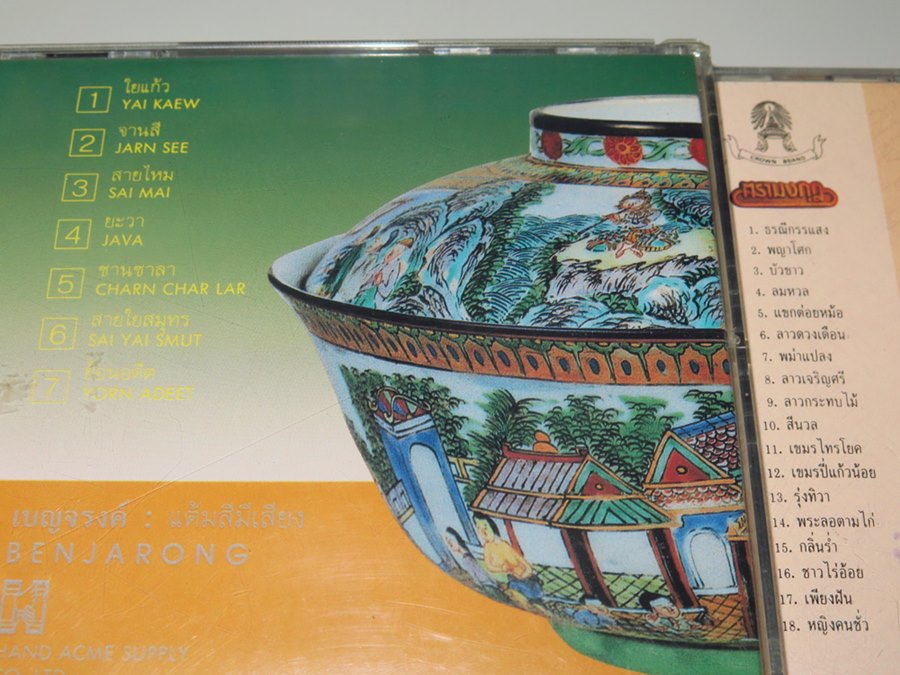 1 ใยแก้ว
YAI KAEW
2 จานสี
JARN SEE
3 สายไหม
SAI MAI
4 ยะวา
JAVA
5 ชานชาลา
CHARN CHAR LAR
6 สายใยสมุทร
SAI YAI SMUT
7
ADEET
เบญจรงค์ : แต้มสีมีเสียง
BENJARONG
HAND ACME SUPPLY
CROWN BRAND
ตรามงกุฎ
1. ธรณีกรรแสง
2. พญาโศก
3. บัวขาว
4. ลมหวล
5. แขกต่อยหม้อ
6. ลาวดวงเดือน
7. พม่าแปลง
8. ลาวเจริญศรี
9. ลาวกระทบไม้
10. สีนวล
11. เขมรไทรโยค
12. เขมรปี่แก้วน้อย
13. รุ่งทิวา
14. พระลอตามไก่
15. กลิ่นร่ำ
16. ชาวไร่อ้อย
17. เพียงฝัน
18. หญิงคนชั่ว